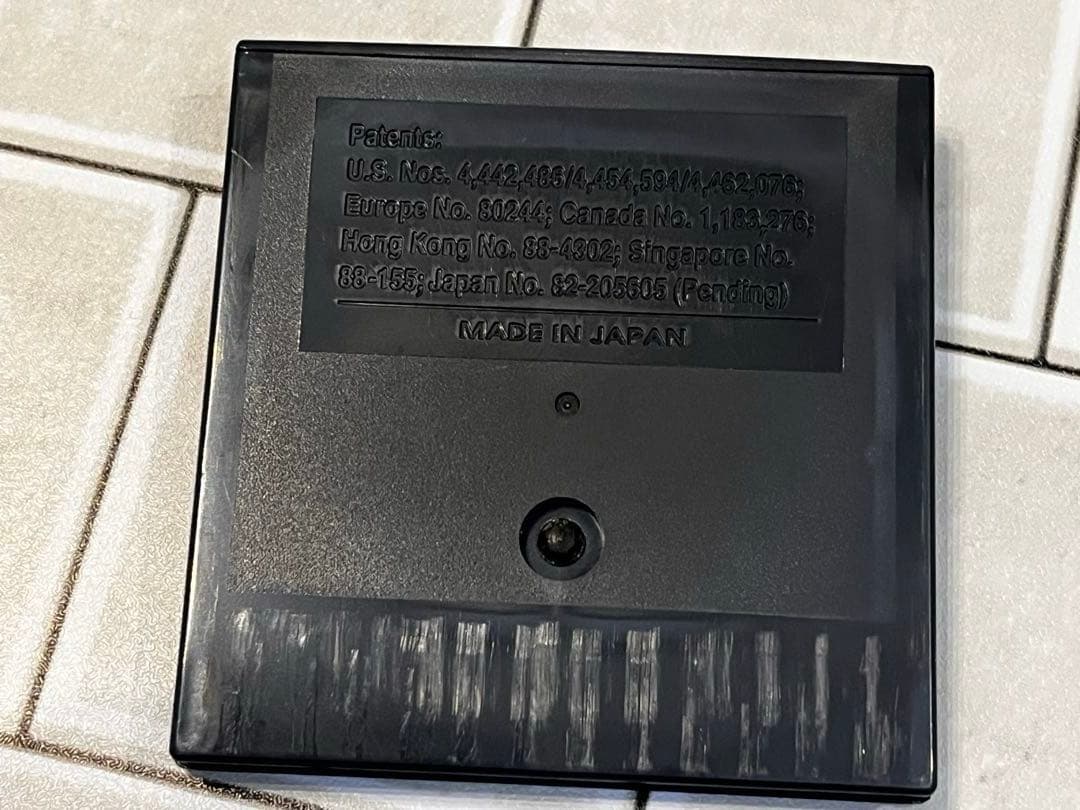 Patents:
U.S. Nos. 4,442,486/4,454,594/4,462,076;
Europe No. 80244; Canada No. 1,183,276;
Hong Kong No. 88-4302; Singapore No.
88-155; Japan No. 82-205605 (Pending)
MADE IN JAPAN